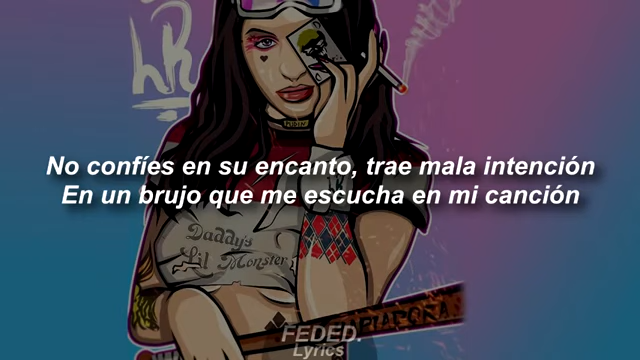 No confíes en su encanto, trae mala intención
En un brujo que me escucha en mi canción
Daddy's
Lil Monster
FEDED.
Lyrics